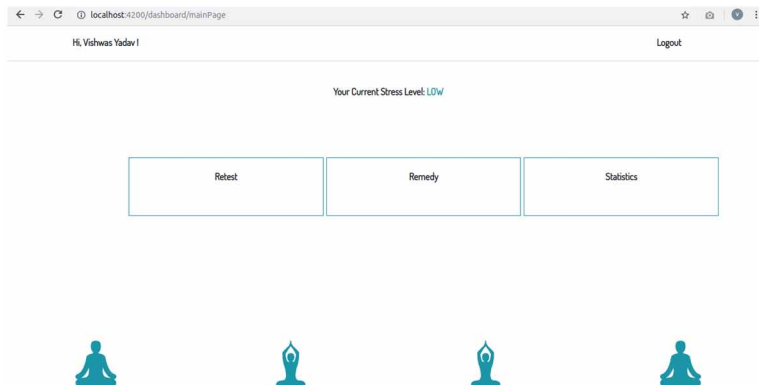 localhost:4200/dashboard/mainPage
Hi, Vishwas Yadav !
Logout
Your Current Stress Level: LOW
Retest
Remedy
Statistics